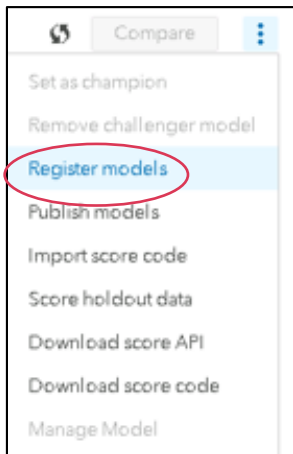 Compare
Set as champion
Remove challenger model
Register models
Publish models
Import score code
Score holdout data
Download score API
Download score code
Manage Model